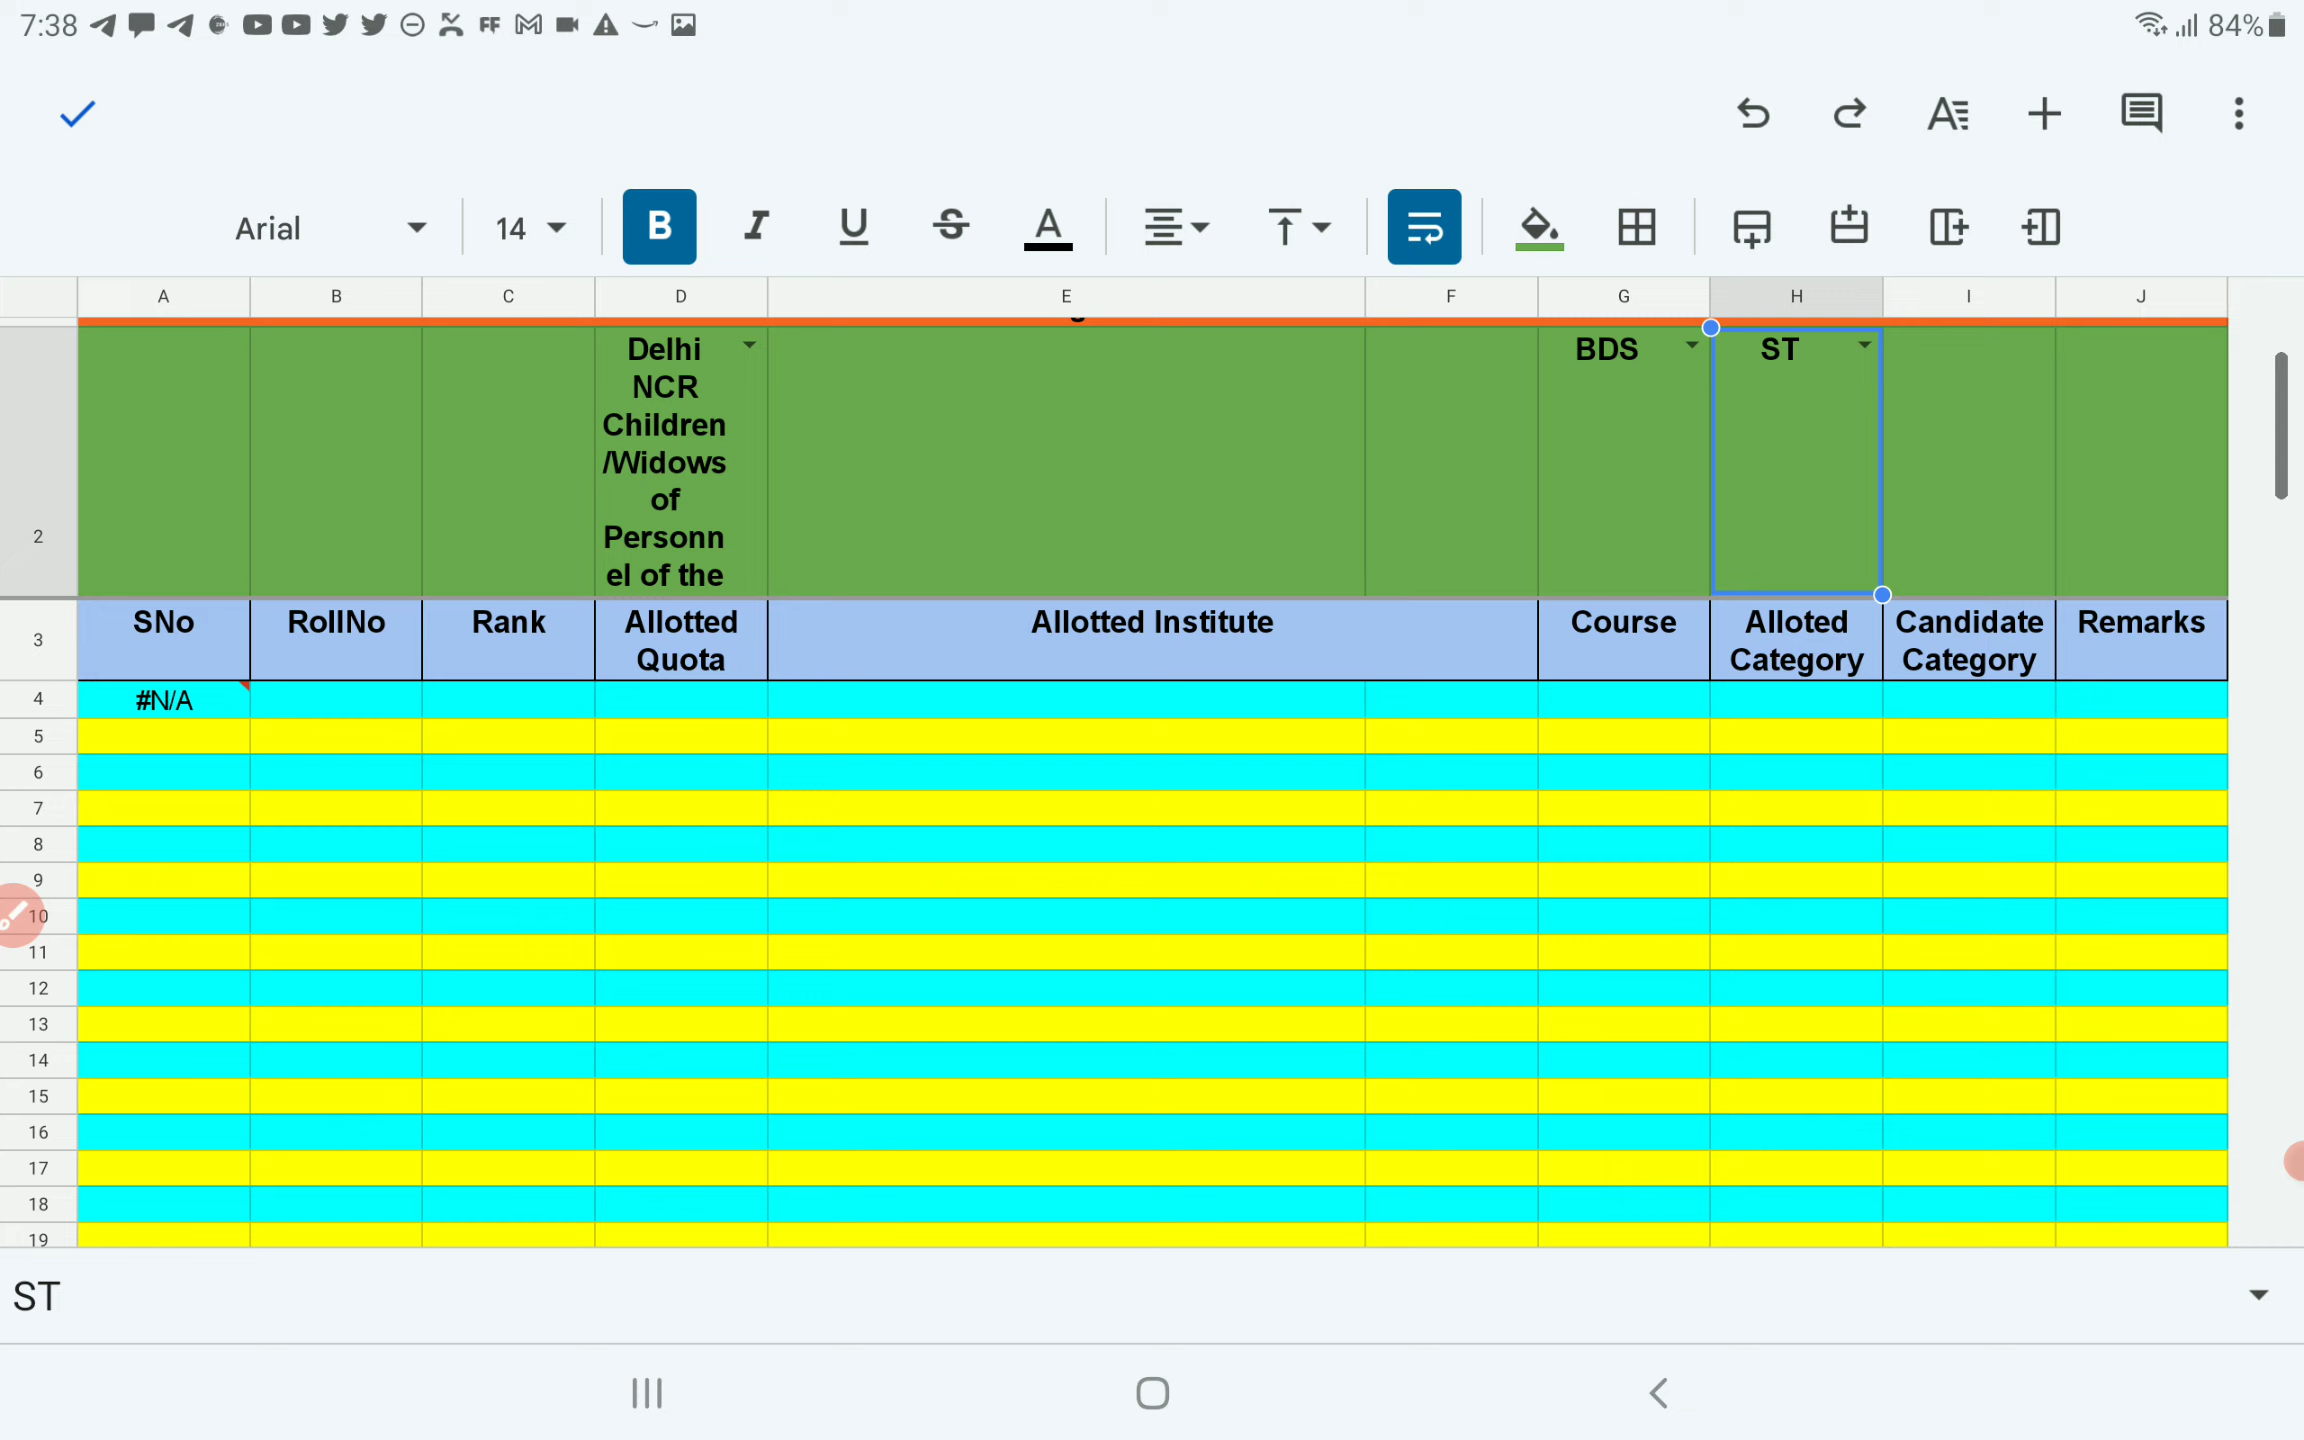 7:38
84%
Arial
14
B I U S A
A B C D E F G H I J
Delhi
NCR
Children
/Widows
of
Personn
el of the
BDS
ST
2
3
SNo
RollNo
Rank
Allotted
Quota
Allotted Institute
Course
Alloted
Category
Candidate
Category
Remarks
4
#N/A
5
6
7
8
9
10
11
12
13
14
15
16
17
18
19
ST